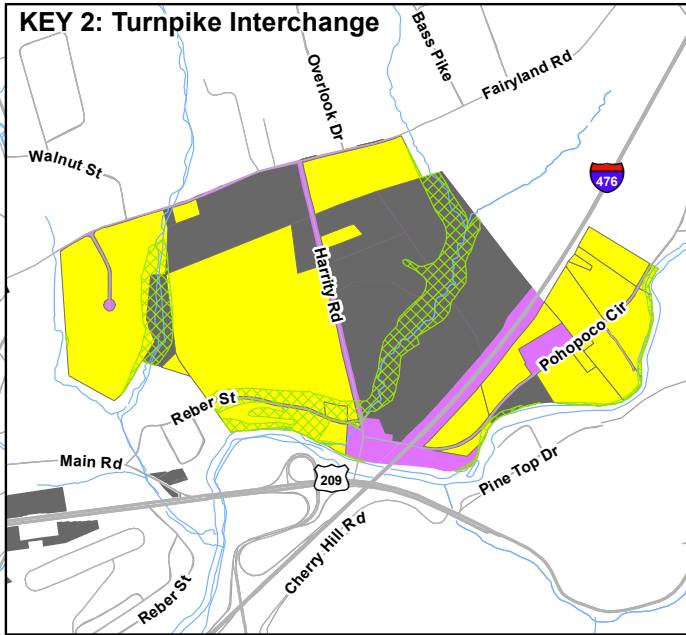 KEY 2: Turnpike Interchange
Bass Pike
Overlook Dr
Fairyland Rd
Walnut St
476
Harrity Rd
Pohopoco Cir
Reber St
Main Rd
209
Pine Top Dr
Cherry Hill Rd
Reber St